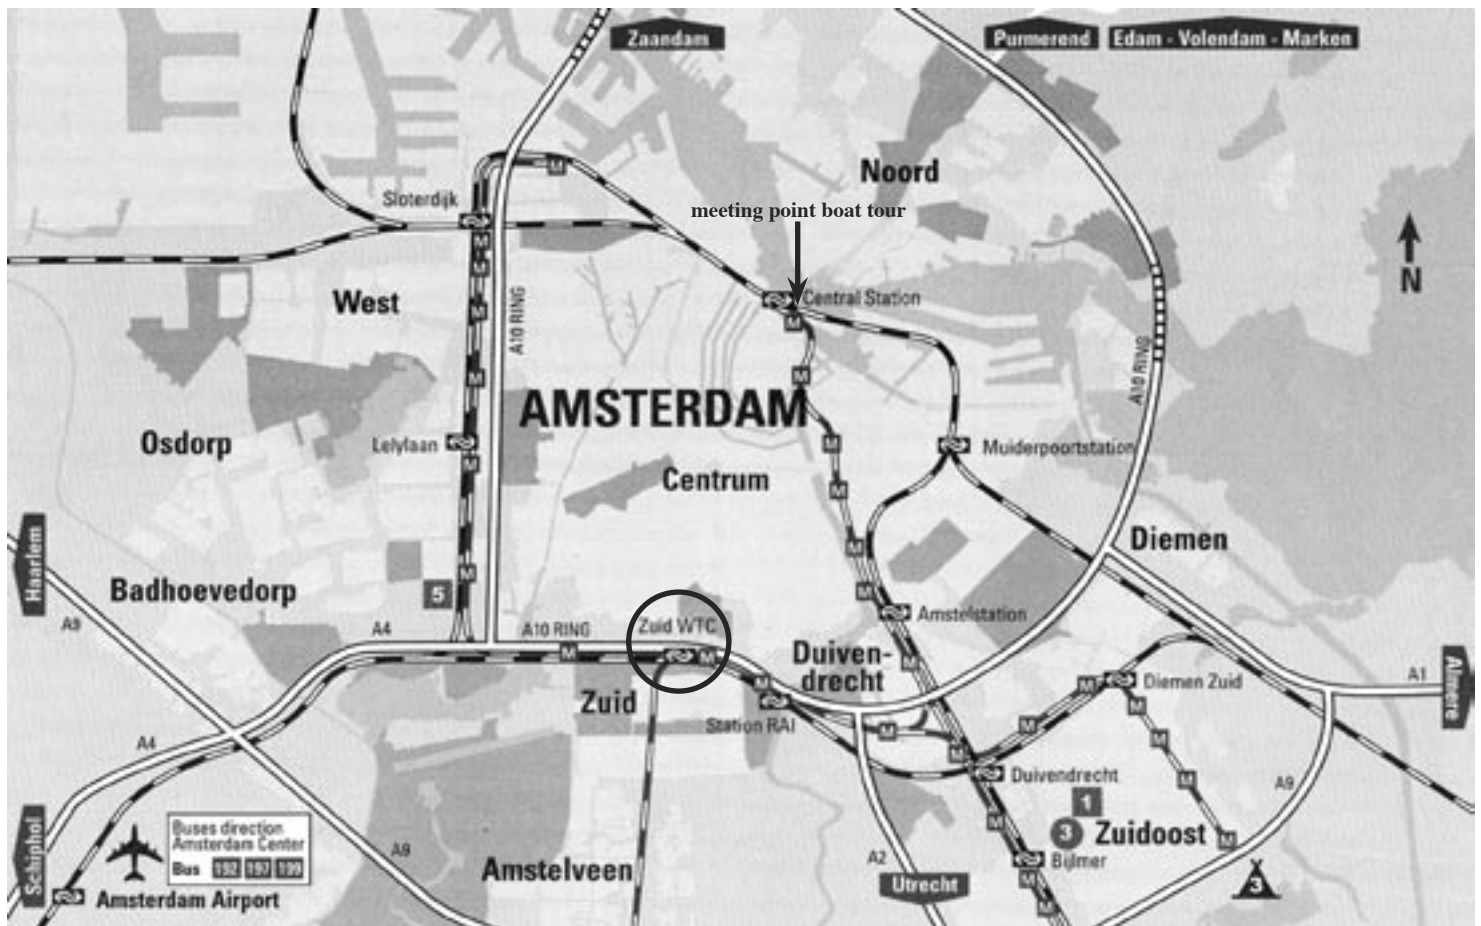 Zaandam
Purmerend
Edam - Volendam - Marken
Noord
Sloterdijk
M
meeting point boat tour
N
M
M
West
Central Station
M
M
A10 RING
A10 RING
M
M
AMSTERDAM
Osdorp
Lelylaan
M
M
Muiderpoortstation
Centrum
M
M
Diemen
Haarlem
Badhoevedorp
M
5
M
Amstelstation
A9
A4
A10 RING
Zuid WTC
M
M
M
Duiven-
drecht
Zuid
M
M
Diemen Zuid
A1
Almere
Station RAI
M
M
M
M
A4
M
M
Duivendrecht
M
A9
1
Schiphol
Buses direction
Amsterdam Center
Bus 192 197 199
M
3
Zuidoost
M
A9
A2
Bijlmer
Amstelveen
Utrecht
M
3
Amsterdam Airport
M